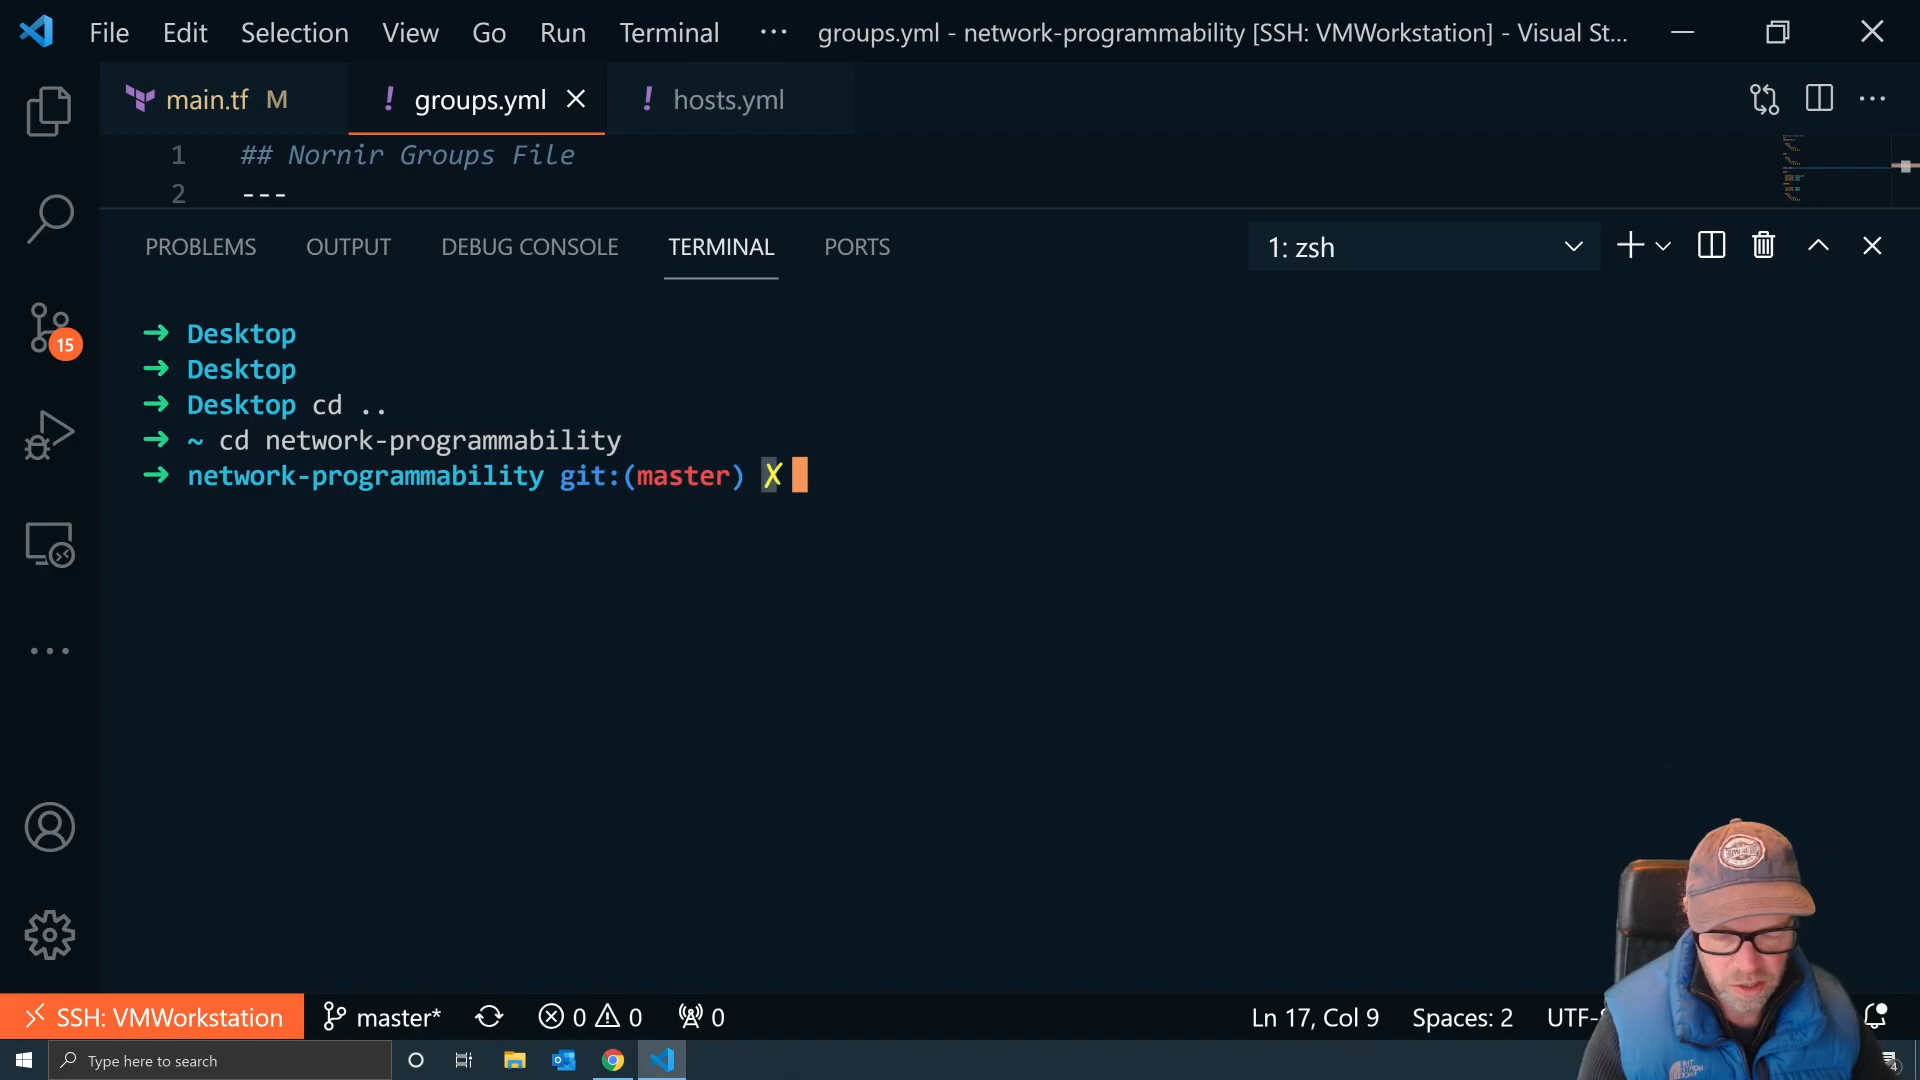 File Edit Selection View Go Run Terminal ··· groups.yml - network-programmability [SSH: VMWorkstation] - Visual St...
main.tf M ! groups.yml ! hosts.yml
1 ## Nornir Groups File
2 ---
PROBLEMS OUTPUT DEBUG CONSOLE TERMINAL PORTS 1: zsh
15
➜ Desktop
➜ Desktop
➜ Desktop cd ..
➜ ~ cd network-programmability
➜ network-programmability git:(master) ✗
SSH: VMWorkstation master* 0 0 0 Ln 17, Col 9 Spaces: 2 UTF-
Type here to search 4